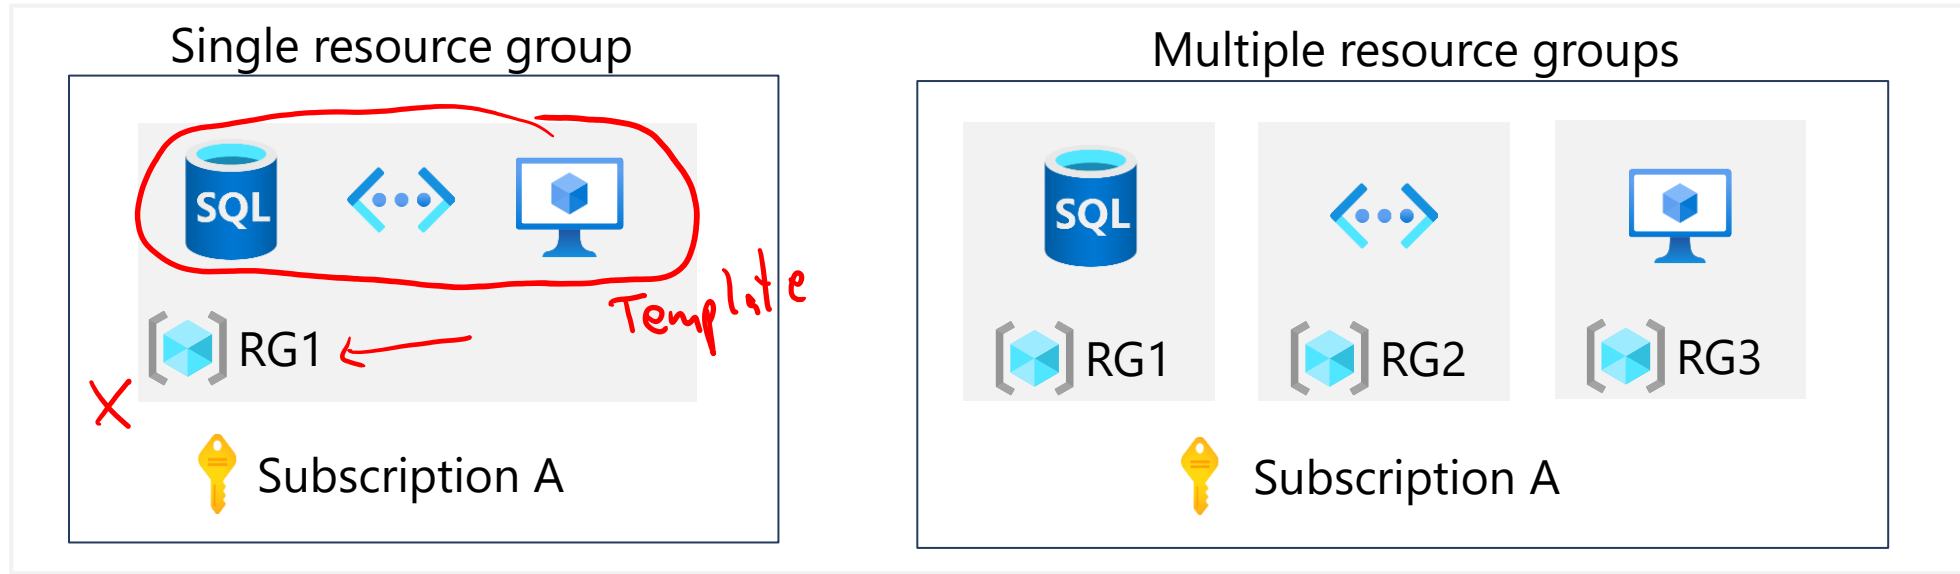 Single resource group
SQL
Template
RG1
X
Subscription A
Multiple resource groups
SQL
RG1
RG2
RG3
Subscription A